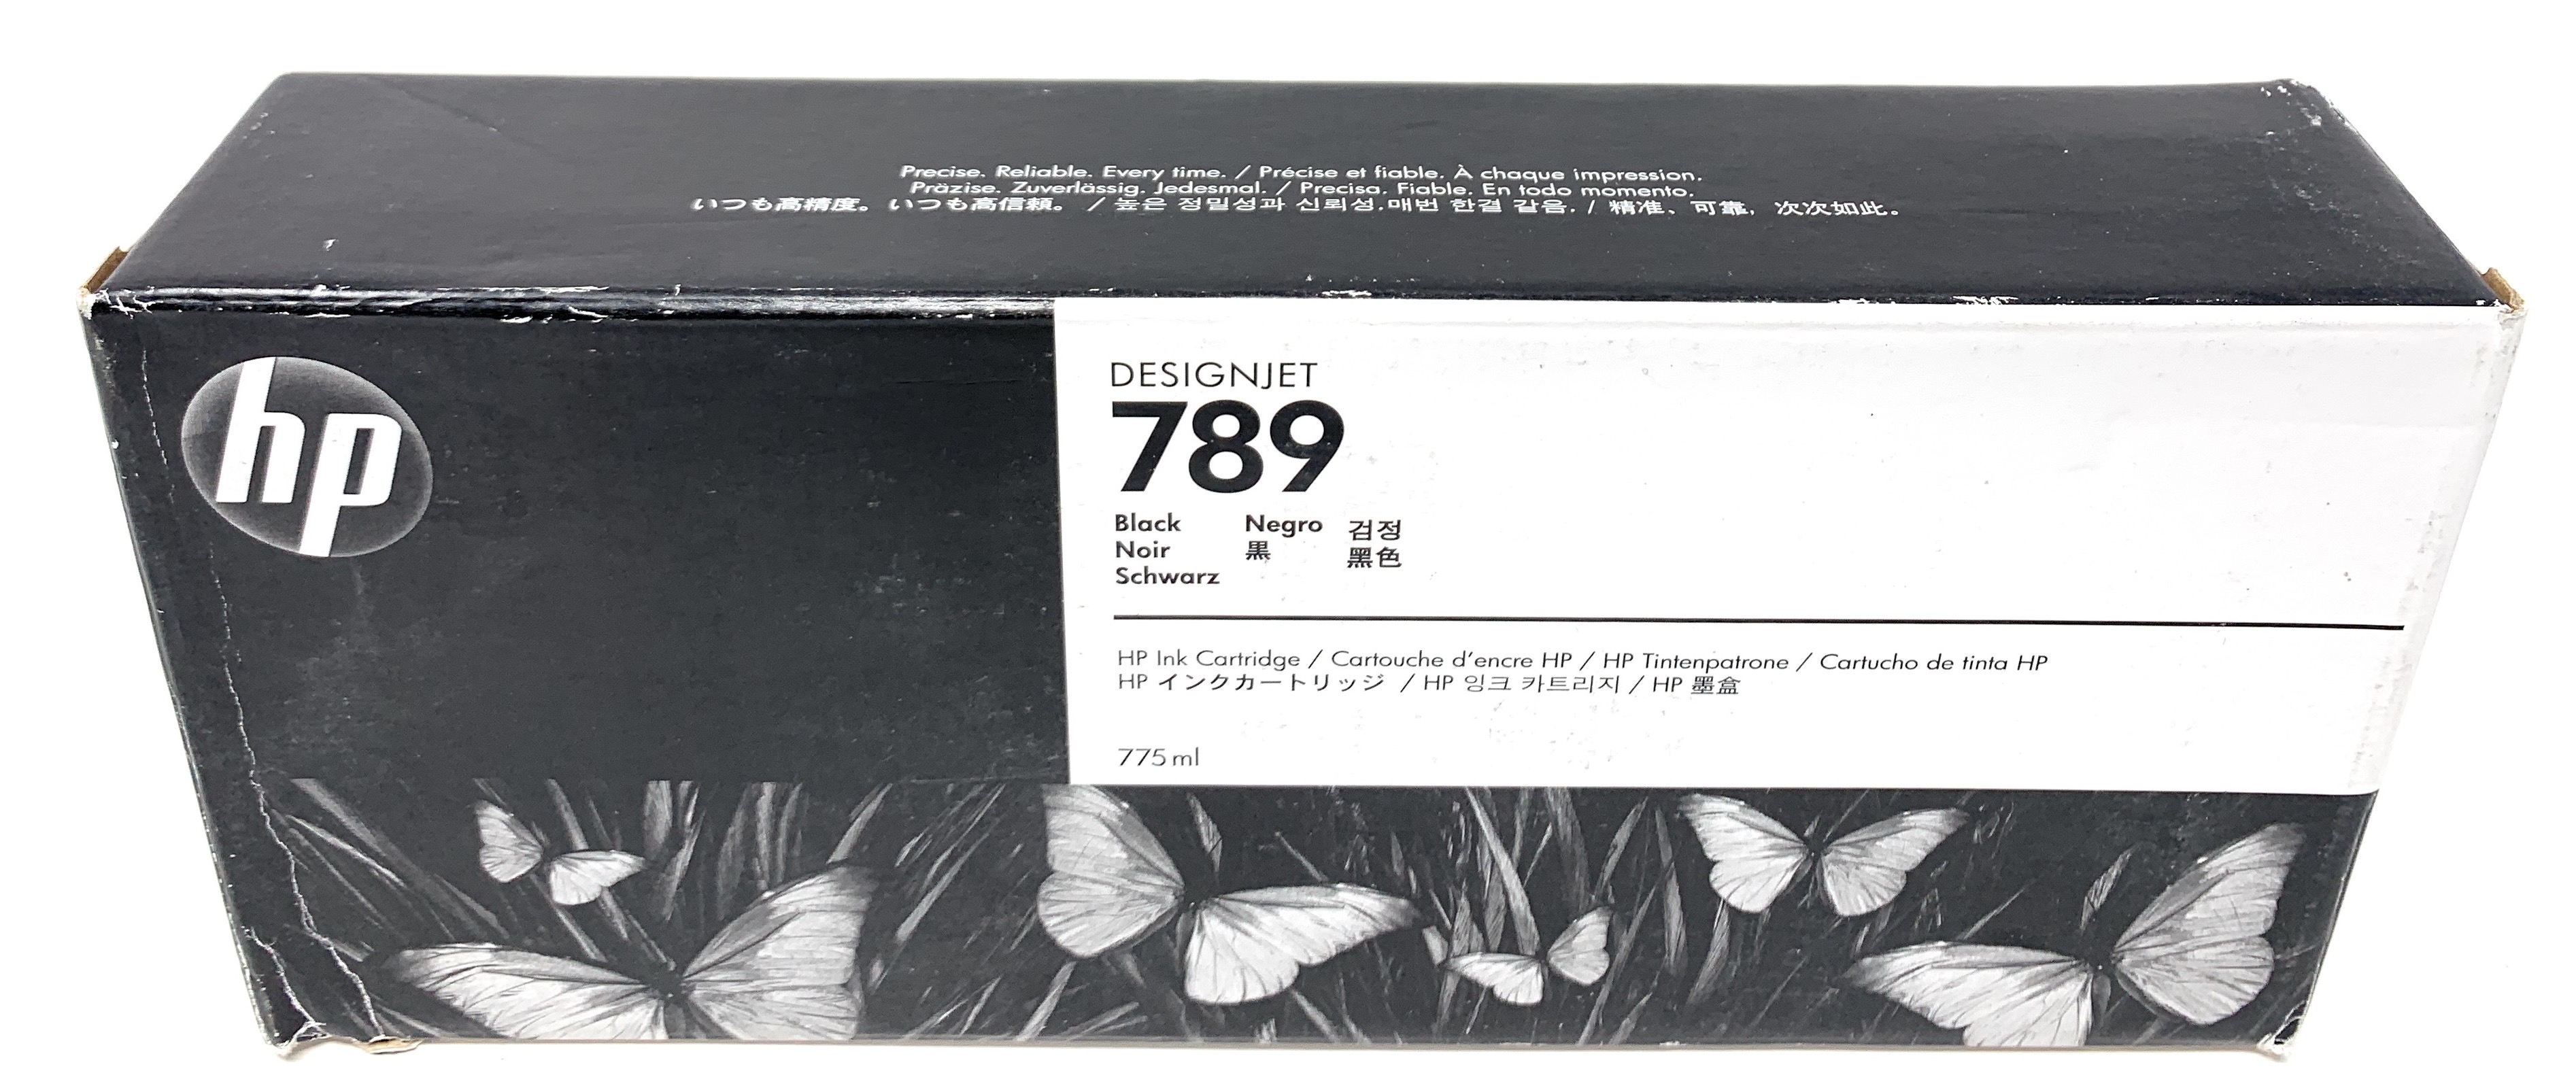 Precise. Reliable. Every time. / Précise et fiable. À chaque impression.
Präzise. Zuverlässig. Jedesmal. / Precisa. Fiable. En todo momento.
いつも高精度。いつも高信頼。 / 높은 정밀성과 신뢰성.매번 한결 같음. / 精准、可靠，次次如此。
hp
DESIGNJET
789
Black Negro 검정
Noir 黒 黑色
Schwarz
HP Ink Cartridge / Cartouche d'encre HP / HP Tintenpatrone / Cartucho de tinta HP
HP インクカートリッジ / HP 잉크 카트리지 / HP 墨盒
775 ml